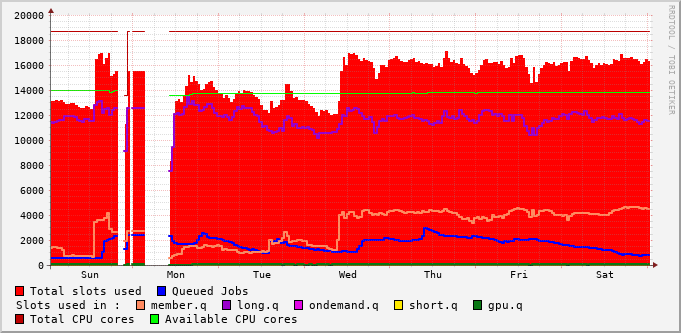 20000
18000
16000
14000
12000
10000
8000
6000
4000
2000
0
Sun Mon Tue Wed Thu Fri Sat
Total slots used Queued Jobs
Slots used in : member.q long.q ondemand.q short.q gpu.q
Total CPU cores Available CPU cores
RRDTOOL / TOBI OETIKER